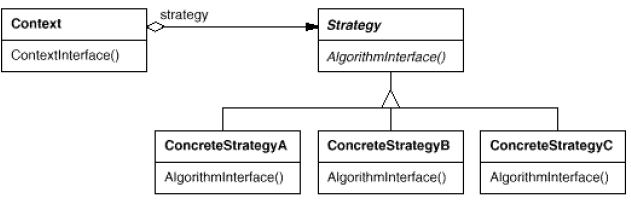 Context
strategy
Strategy
ContextInterface()
AlgorithmInterface()
ConcreteStrategyA
ConcreteStrategyB
ConcreteStrategyC
AlgorithmInterface()
AlgorithmInterface()
AlgorithmInterface()